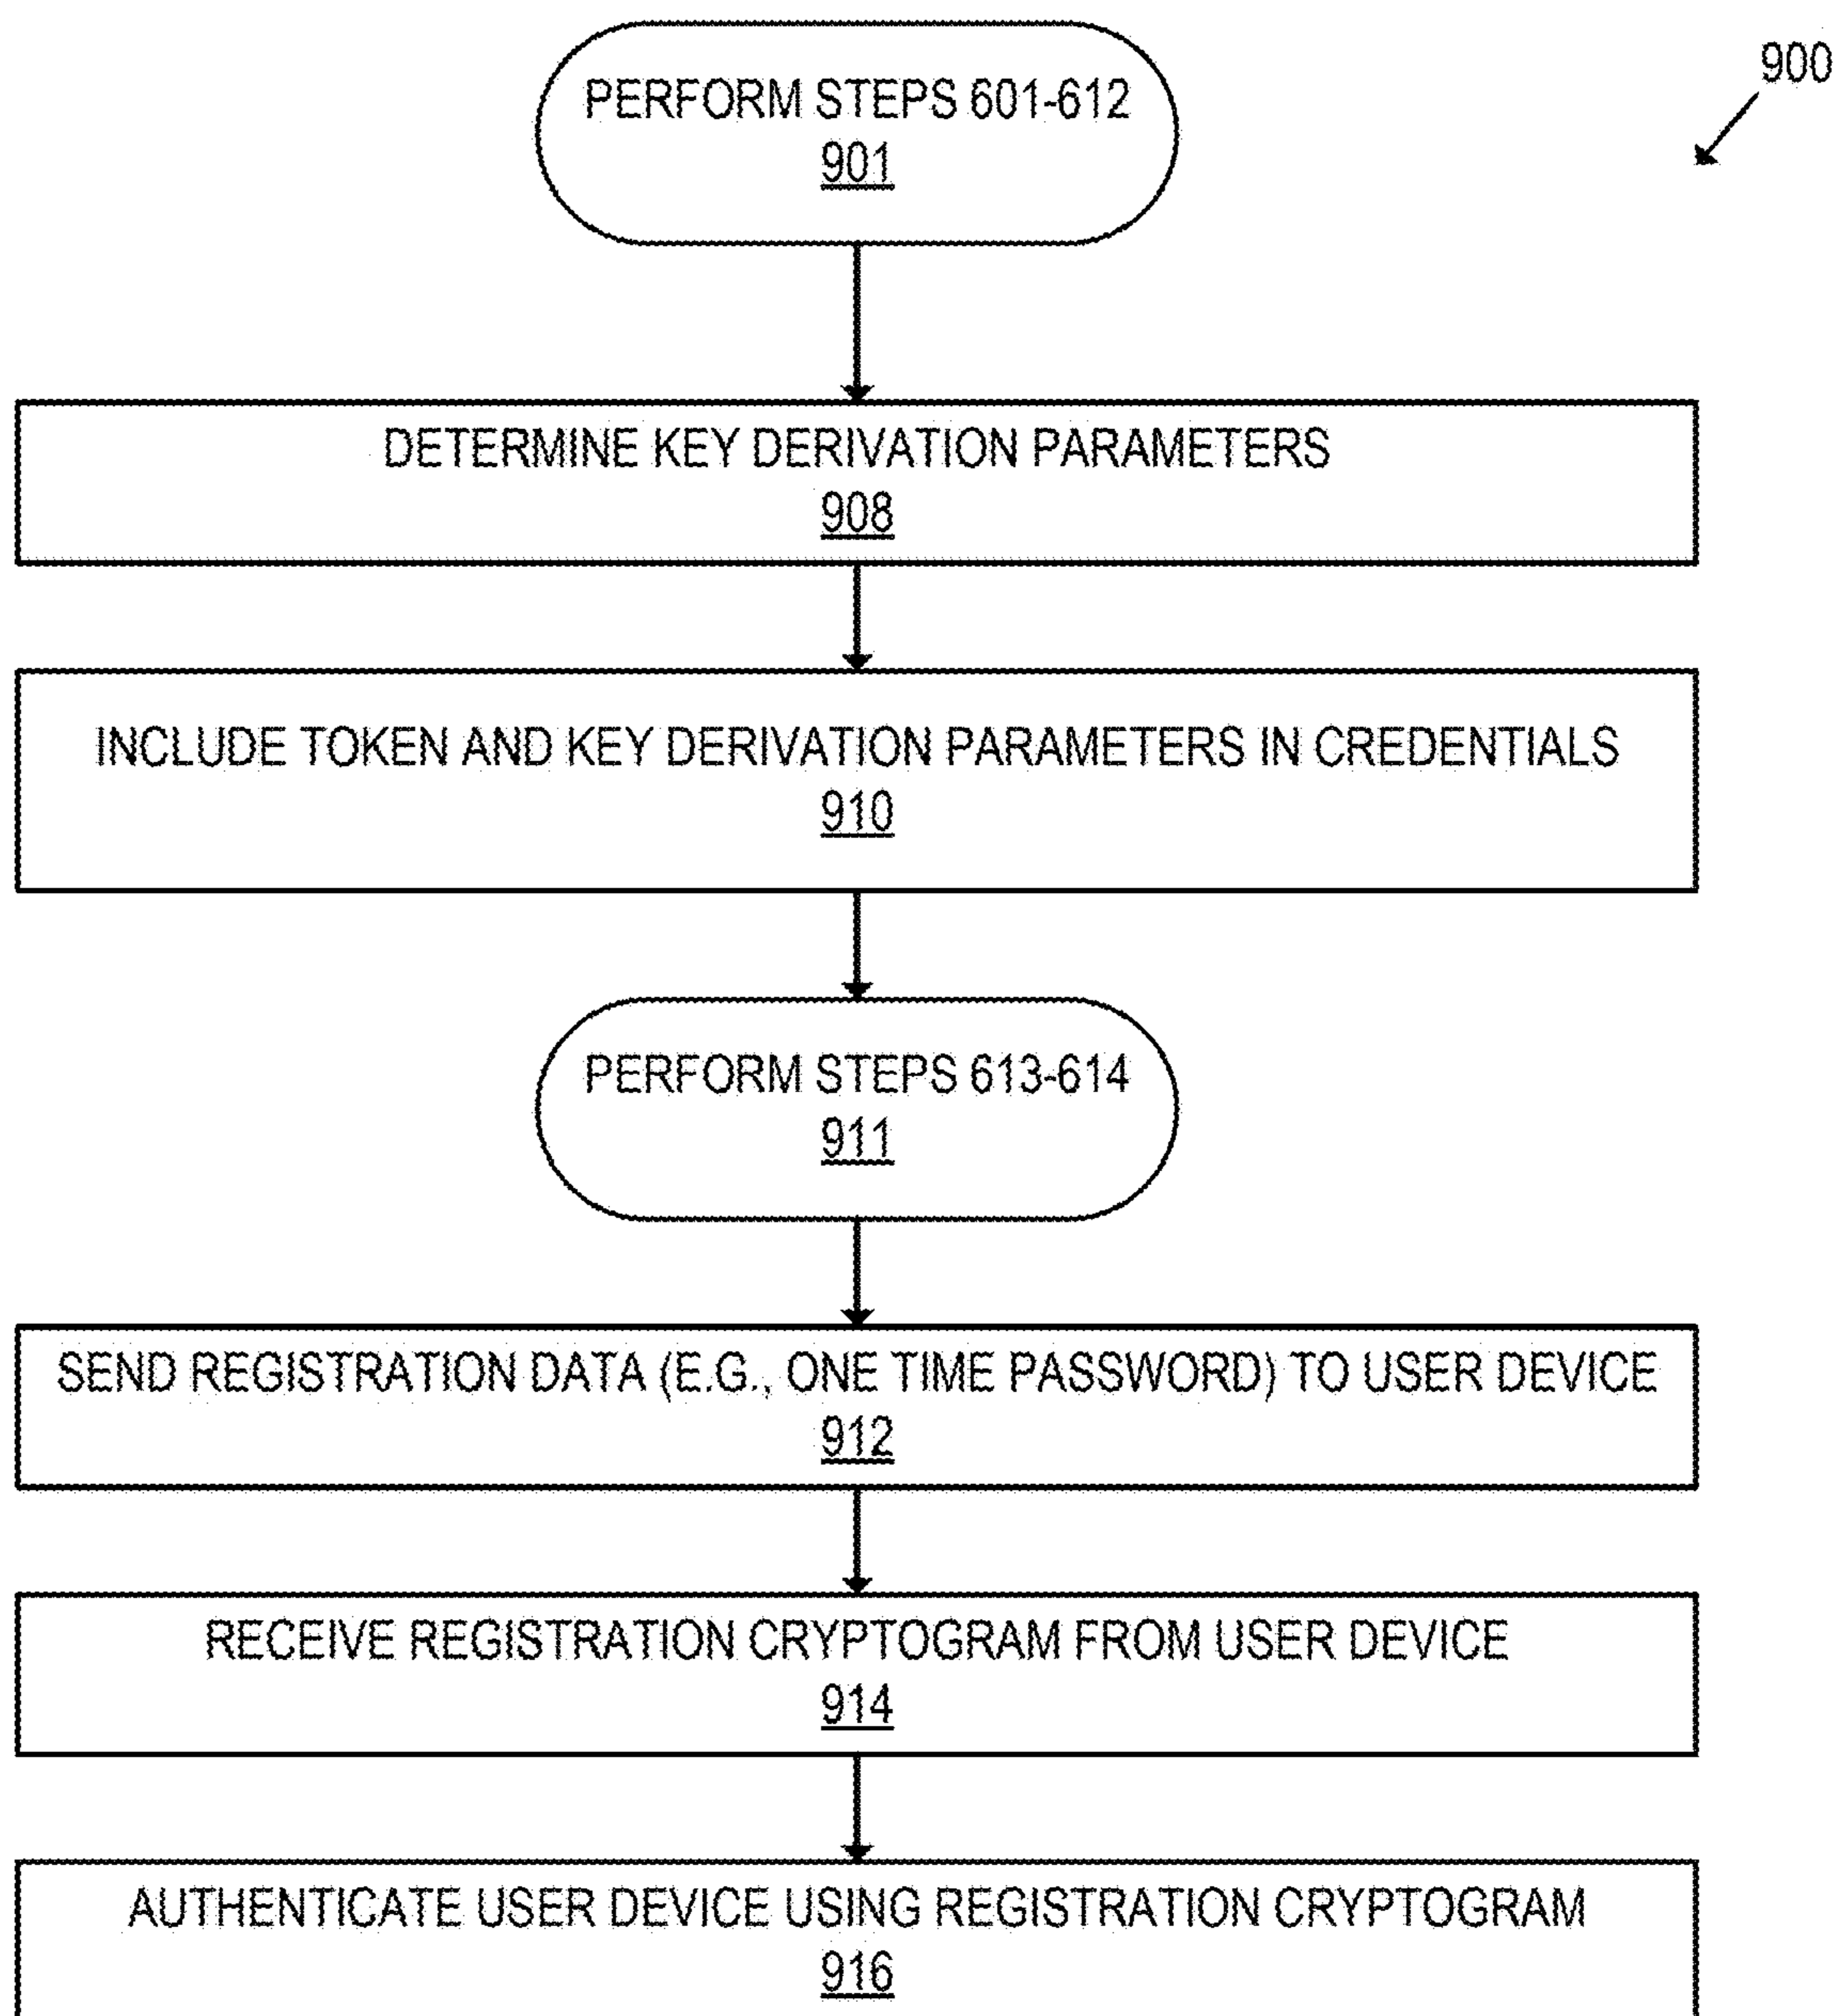 900
PERFORM STEPS 601-612
901
DETERMINE KEY DERIVATION PARAMETERS
908
INCLUDE TOKEN AND KEY DERIVATION PARAMETERS IN CREDENTIALS
910
PERFORM STEPS 613-614
911
SEND REGISTRATION DATA (E.G., ONE TIME PASSWORD) TO USER DEVICE
912
RECEIVE REGISTRATION CRYPTOGRAM FROM USER DEVICE
914
AUTHENTICATE USER DEVICE USING REGISTRATION CRYPTOGRAM
916